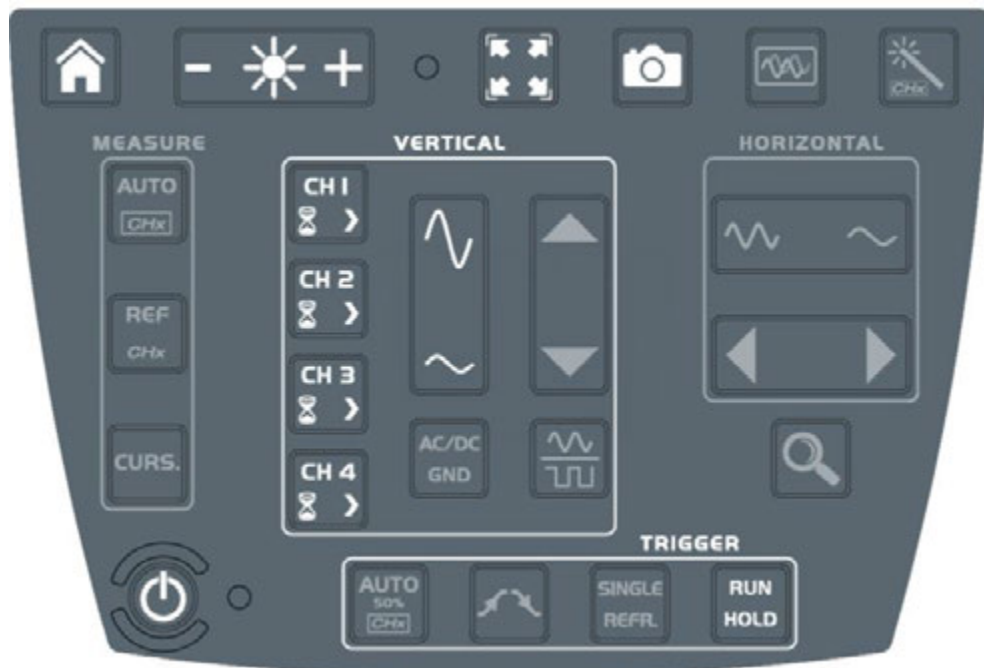 CHx
MEASURE
VERTICAL
HORIZONTAL
AUTO
CHx
REF
CHx
CURS.
CH 1
CH 2
CH 3
CH 4
AC/DC
GND
TRIGGER
AUTO
50%
CHx
SINGLE
REFR.
RUN
HOLD